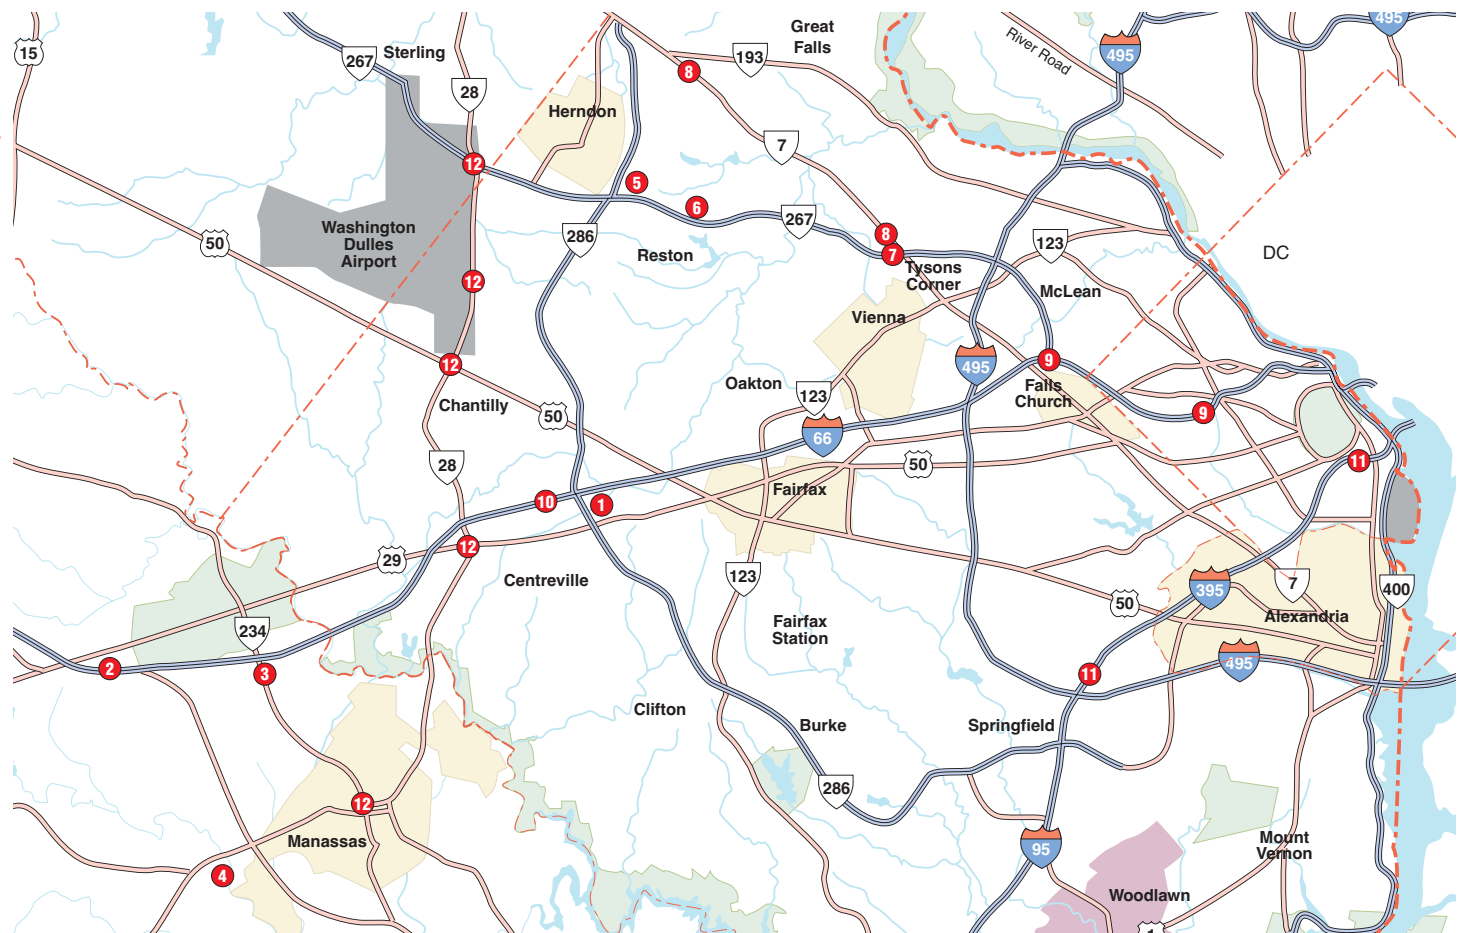 495
15
267
Sterling
Great
Falls
River Road
495
193
8
28
Herndon
7
12
5
6
267
50
Washington
Dulles
Airport
286
Reston
8
7
123
DC
Tysons
Corner
12
McLean
Vienna
12
495
9
Oakton
123
Falls
Church
Chantilly
50
9
66
28
50
11
Fairfax
10
1
12
29
Centreville
123
50
395
7
400
Alexandria
234
Fairfax
Station
2
3
495
11
Clifton
Burke
Springfield
286
12
Manassas
95
Mount
Vernon
4
Woodlawn
1